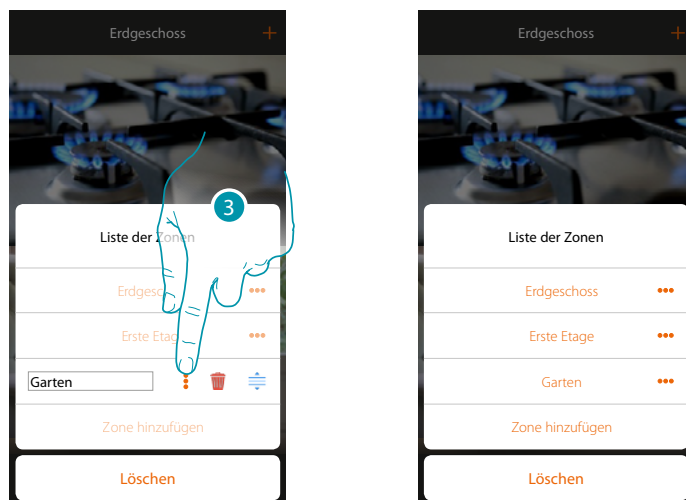 Erdgeschoss
3
Liste der Zonen
Erdgesc
Erste Etag
Garten
Zone hinzufügen
Löschen
Erdgeschoss
Liste der Zonen
Erdgeschoss
Erste Etage
Garten
Zone hinzufügen
Löschen